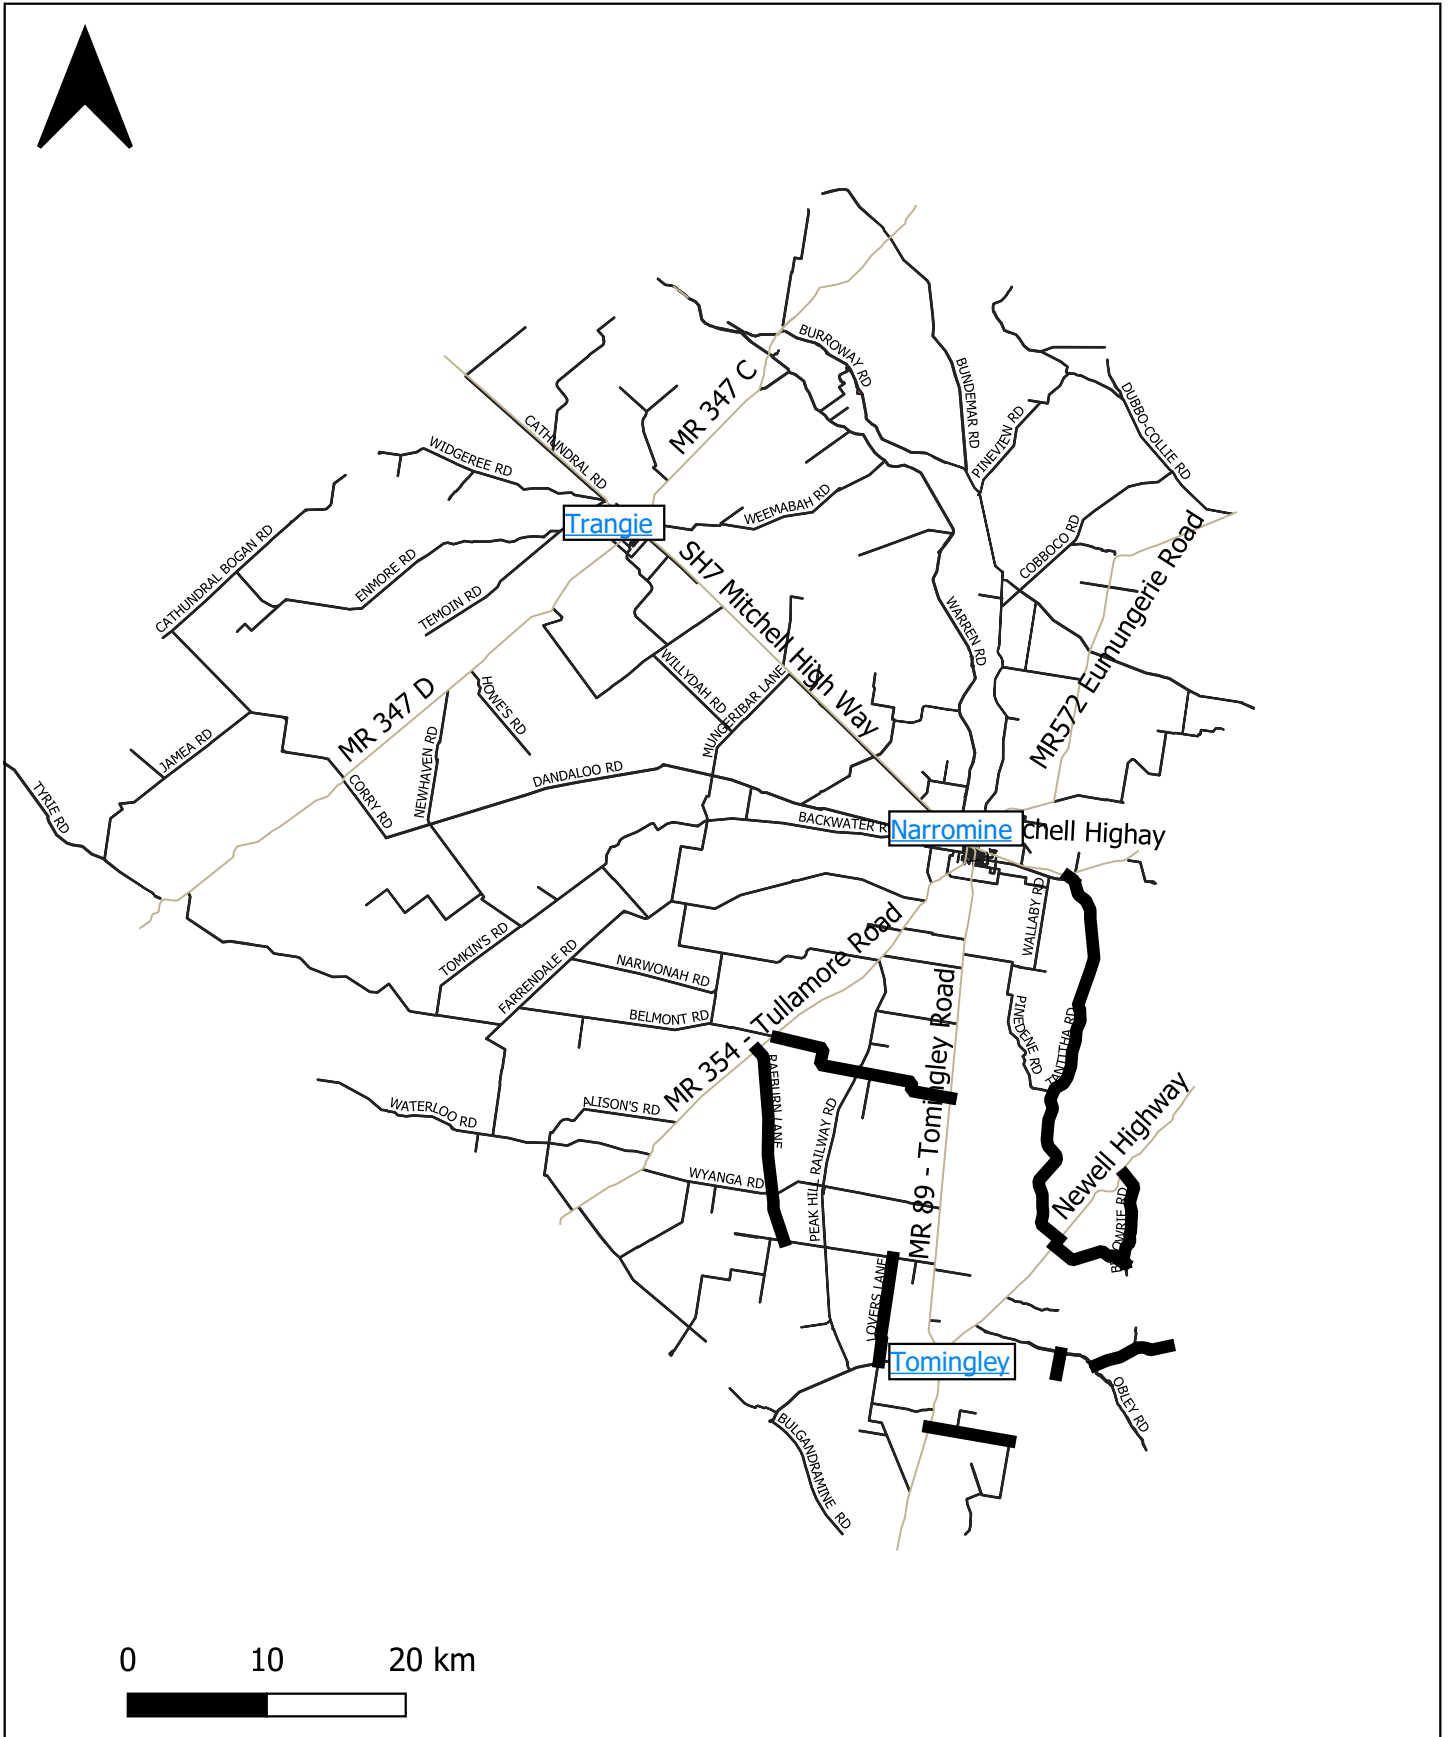 BURROWAY RD
MR 347 C
BUNDEMAR RD
DUBBO-COLLIE RD
PINEVIEW RD
CATHUNDRAL RD
WIDGEREE RD
WEEMABAH RD
Trangie
CATHUNDRAL BOGAN RD
ENMORE RD
TEMOIN RD
COBBOCO RD
SH7 Mitchell High Way
WARREN RD
MR572 Eumungerie Road
WILLYDAH RD
MUNGERIBAR LANE
HOWE'S RD
MR 347 D
NEWHAVEN RD
JAMEA RD
DANDALOO RD
TYRIE RD
CORRY RD
BACKWATER R
Narromine
chell Highay
WALLABY RD
TOMKIN'S RD
FARRENDALE RD
NARWONAH RD
BELMONT RD
MR 354 - Tullamore Road
MR 89 - Tomingley Road
PINEDENE RD
TANTITHA RD
RAEBURN LANE
ALISON'S RD
WATERLOO RD
WYANGA RD
PEAK HILL RAILWAY RD
Newell Highway
LOVERS LANE
Tomingley
OBLEY RD
BULGANDRAMINE RD
0 10 20 km